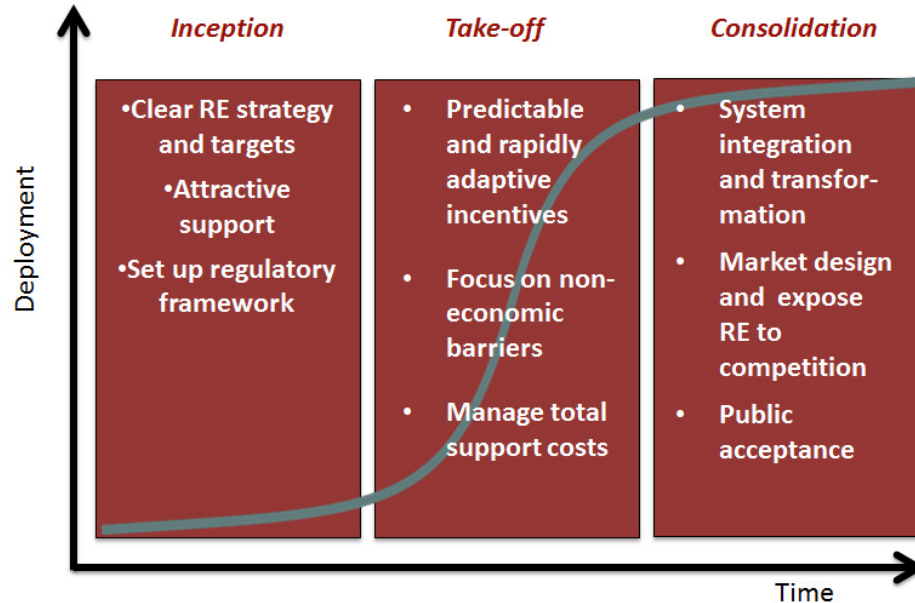 Inception
Take-off
Consolidation
Deployment
•Clear RE strategy
and targets
•Attractive
support
•Set up regulatory
framework
• Predictable
and rapidly
adaptive
incentives
• Focus on non-
economic
barriers
• Manage total
support costs
• System
integration
and transfor-
mation
• Market design
and expose
RE to
competition
• Public
acceptance
Time